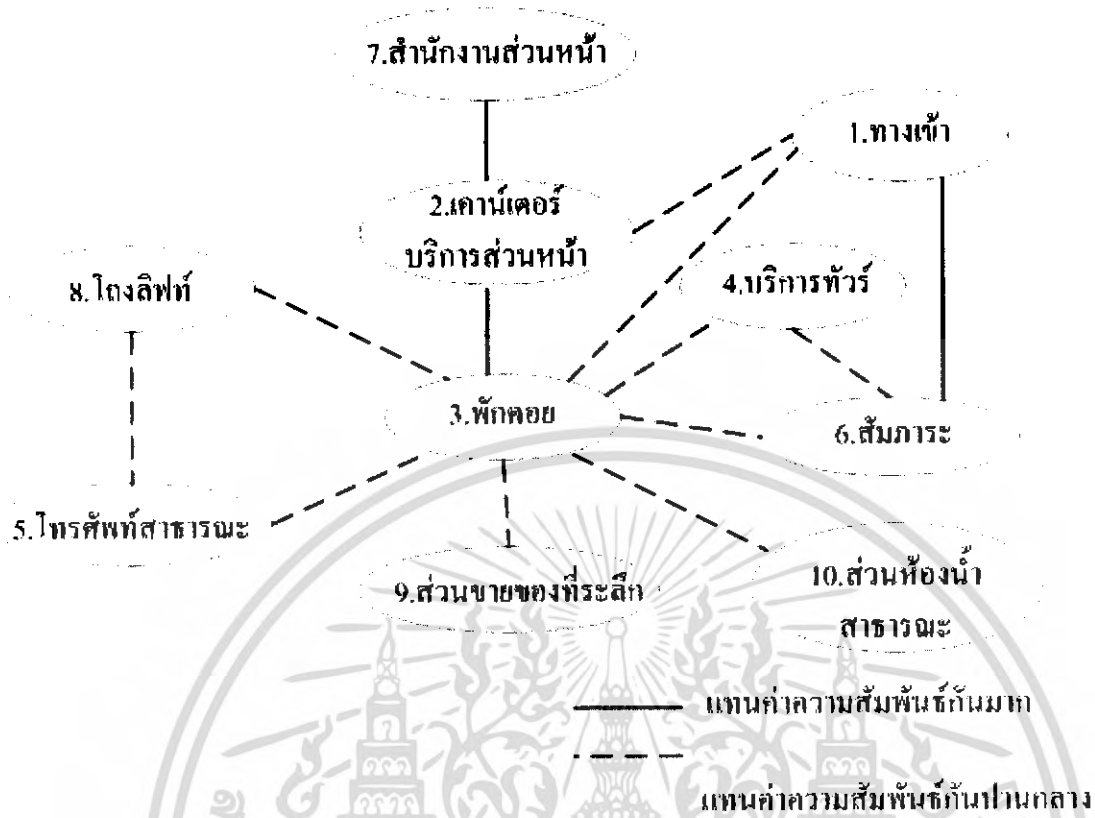 7.สำนักงานส่วนหน้า
1.ทางเข้า
2.เคาน์เตอร์
บริการส่วนหน้า
8.โถงลิฟท์
4.บริการทัวร์
3.พักคอย
6.สัมภาระ
5.โทรศัพท์สาธารณะ
9.ส่วนขายของที่ระลึก
10.ส่วนห้องน้ำ
สาธารณะ
แทนค่าความสัมพันธ์กันมาก
แทนค่าความสัมพันธ์กันปานกลาง